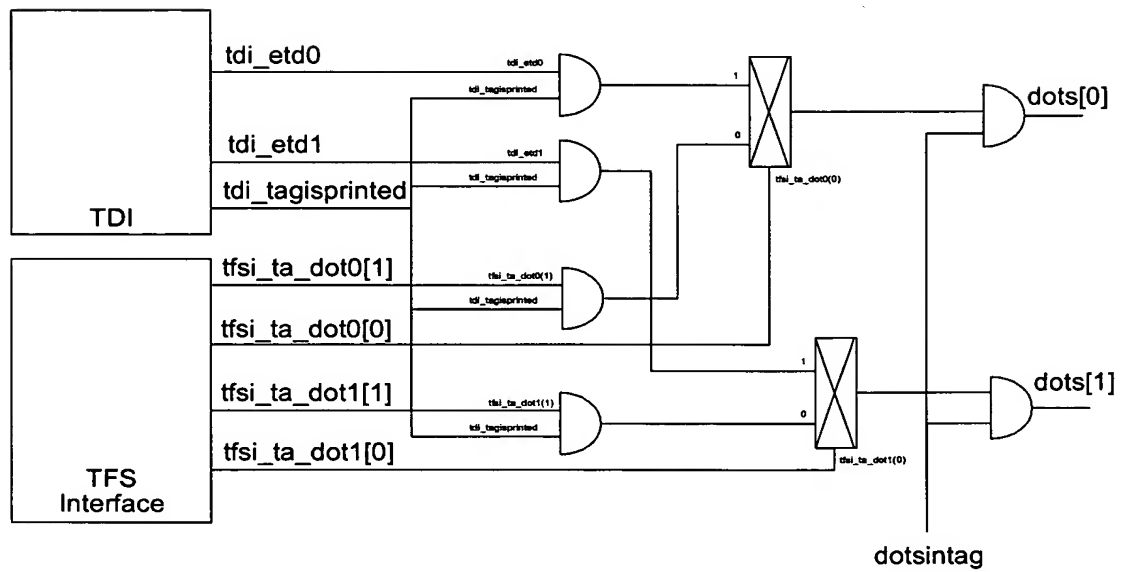 tdi_etd0
tdi_etd0
tdi_tagisprinted
1
dots[0]
0
tdi_etd1
tdi_etd1
tdi_tagisprinted
tfsi_ta_dot0(0)
tdi_tagisprinted
TDI
tfsi_ta_dot0[1]
tfsi_ta_dot0(1)
tdi_tagisprinted
tfsi_ta_dot0[0]
1
tfsi_ta_dot1[1]
tfsi_ta_dot1(1)
0
dots[1]
tdi_tagisprinted
tfsi_ta_dot1[0]
tfsi_ta_dot1(0)
TFS
Interface
dotsintag